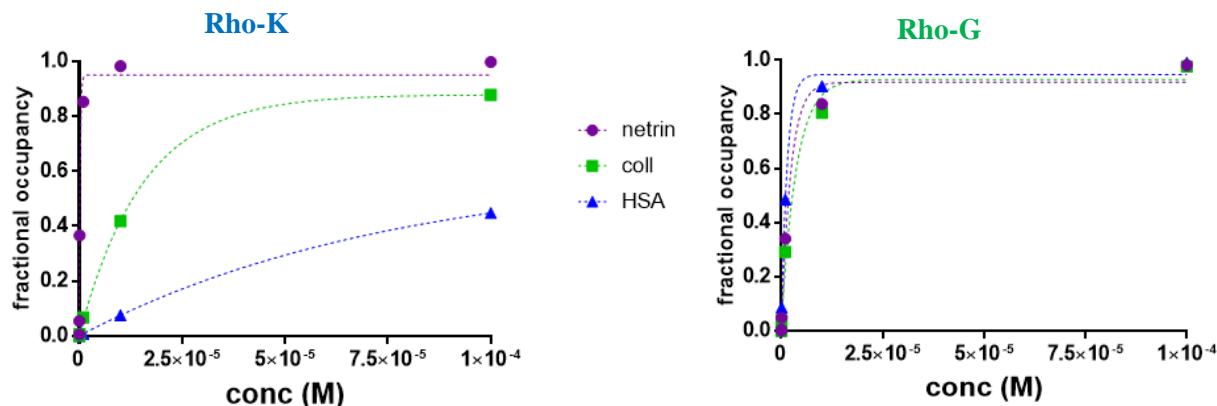 Rho-K
fractional occupancy
1.0
0.8
0.6
0.4
0.2
0.0
0
2.5×10⁻⁵
5×10⁻⁵
7.5×10⁻⁵
1×10⁻⁴
conc (M)
netrin
coll
HSA
Rho-G
fractional occupancy
1.0
0.8
0.6
0.4
0.2
0.0
0
2.5×10⁻⁵
5×10⁻⁵
7.5×10⁻⁵
1×10⁻⁴
conc (M)